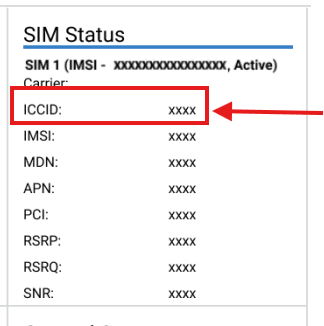 SIM Status
SIM 1 (IMSI - xxxxxxxxxxxxxxxx, Active)
Carrier:
ICCID: xxxx
IMSI: xxxx
MDN: xxxx
APN: xxxx
PCI: xxxx
RSRP: xxxx
RSRQ: xxxx
SNR: xxxx